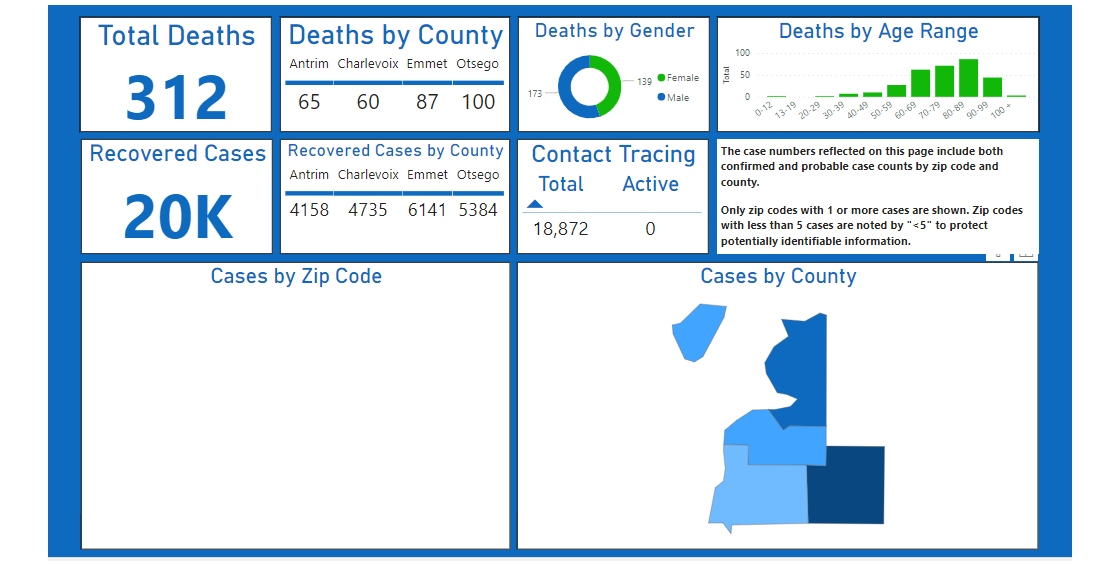 Total Deaths
312
Deaths by County
Antrim Charlevoix Emmet Otsego
65 60 87 100
Deaths by Gender
173
139
Female
Male
Deaths by Age Range
Total
100
50
0
0-12 13-19 20-29 30-39 40-49 50-59 60-69 70-79 80-89 90-99 100 +
Recovered Cases
20K
Recovered Cases by County
Antrim Charlevoix Emmet Otsego
4158 4735 6141 5384
Contact Tracing
Total Active
18,872 0
The case numbers reflected on this page include both
confirmed and probable case counts by zip code and
county.
Only zip codes with 1 or more cases are shown. Zip codes
with less than 5 cases are noted by "<5" to protect
potentially identifiable information.
Cases by Zip Code
Cases by County